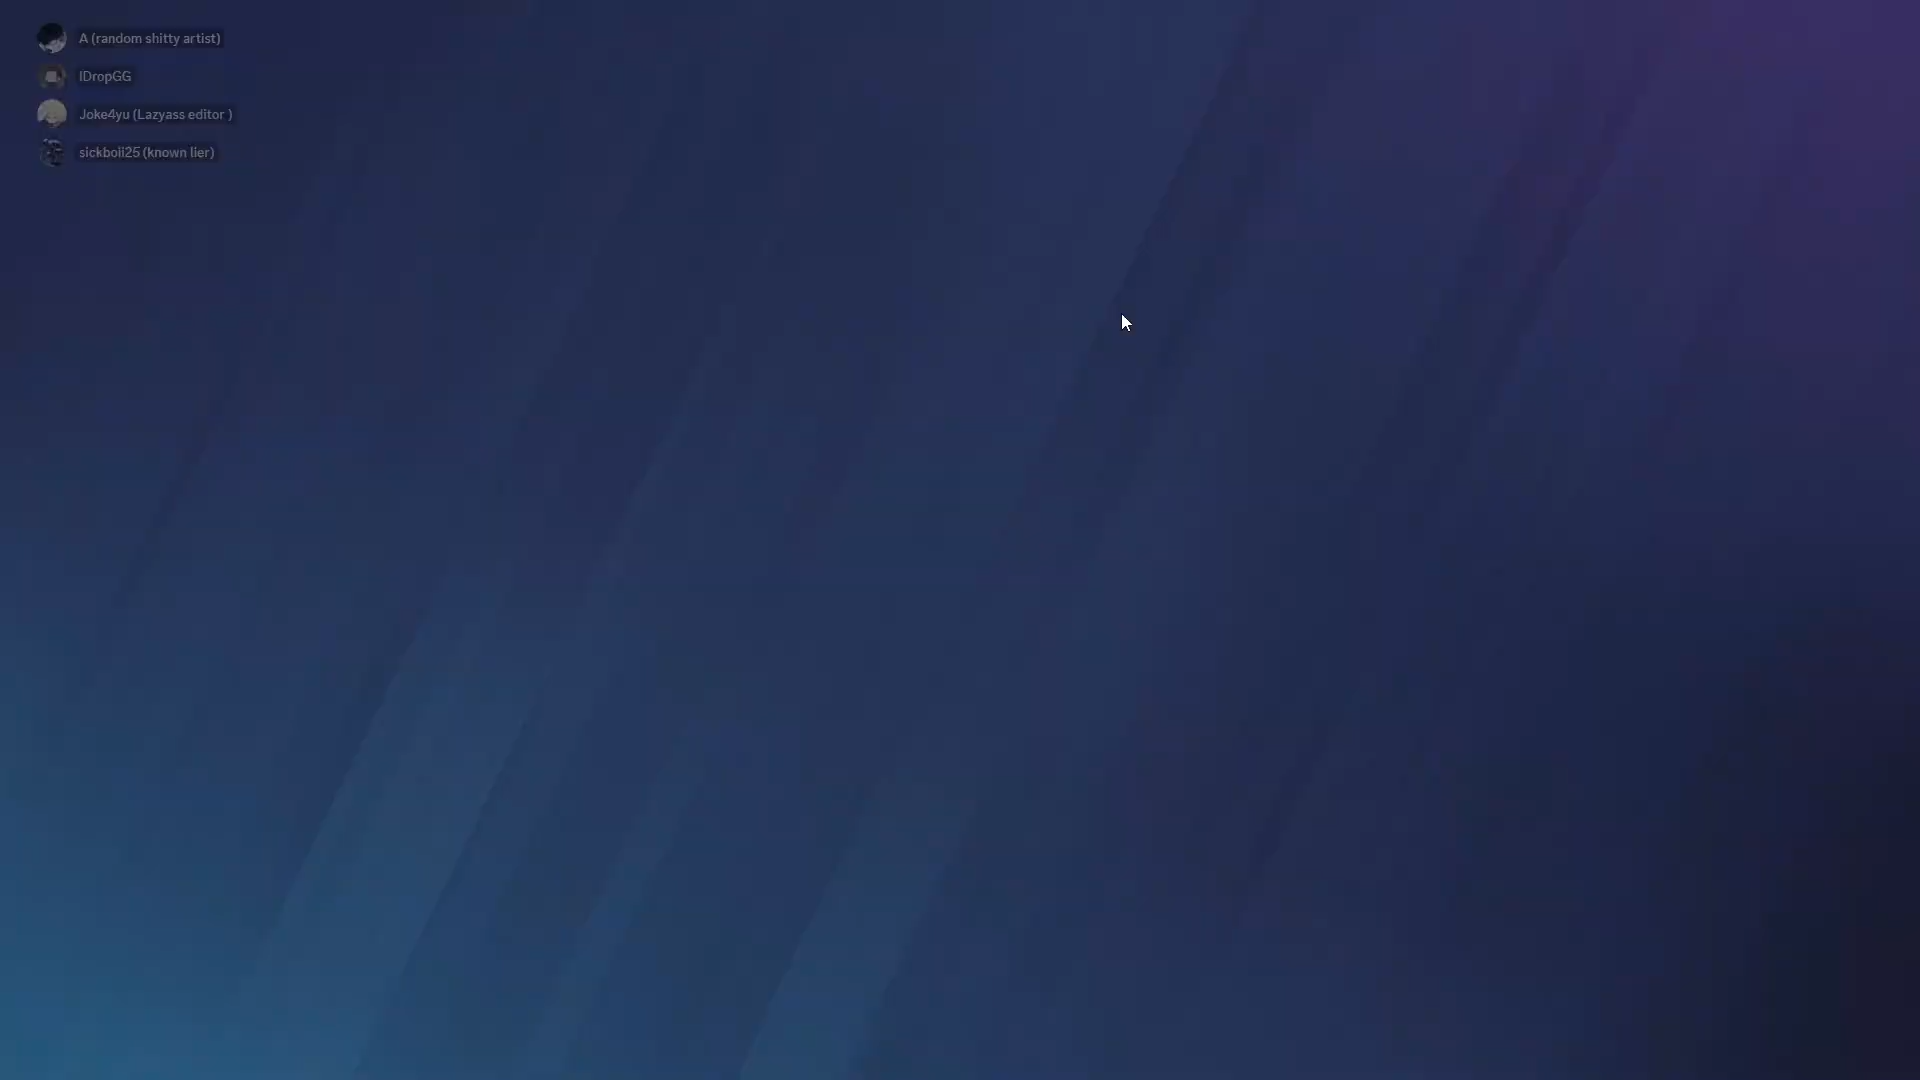 A (random shitty artist)
IDropGG
Joke4yu (Lazyass editor )
sickboii25 (known lier)